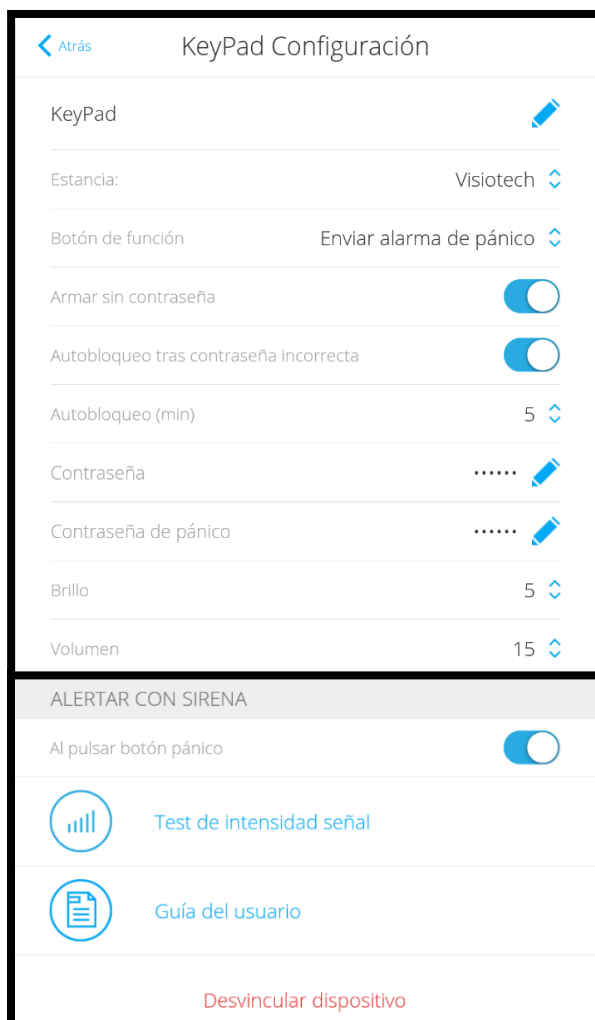 Atrás
KeyPad Configuración
KeyPad
Estancia: Visiotech
Botón de función Enviar alarma de pánico
Armar sin contraseña
Autobloqueo tras contraseña incorrecta
Autobloqueo (min) 5
Contraseña ······
Contraseña de pánico ······
Brillo 5
Volumen 15
ALERTAR CON SIRENA
Al pulsar botón pánico
Test de intensidad señal
Guía del usuario
Desvincular dispositivo